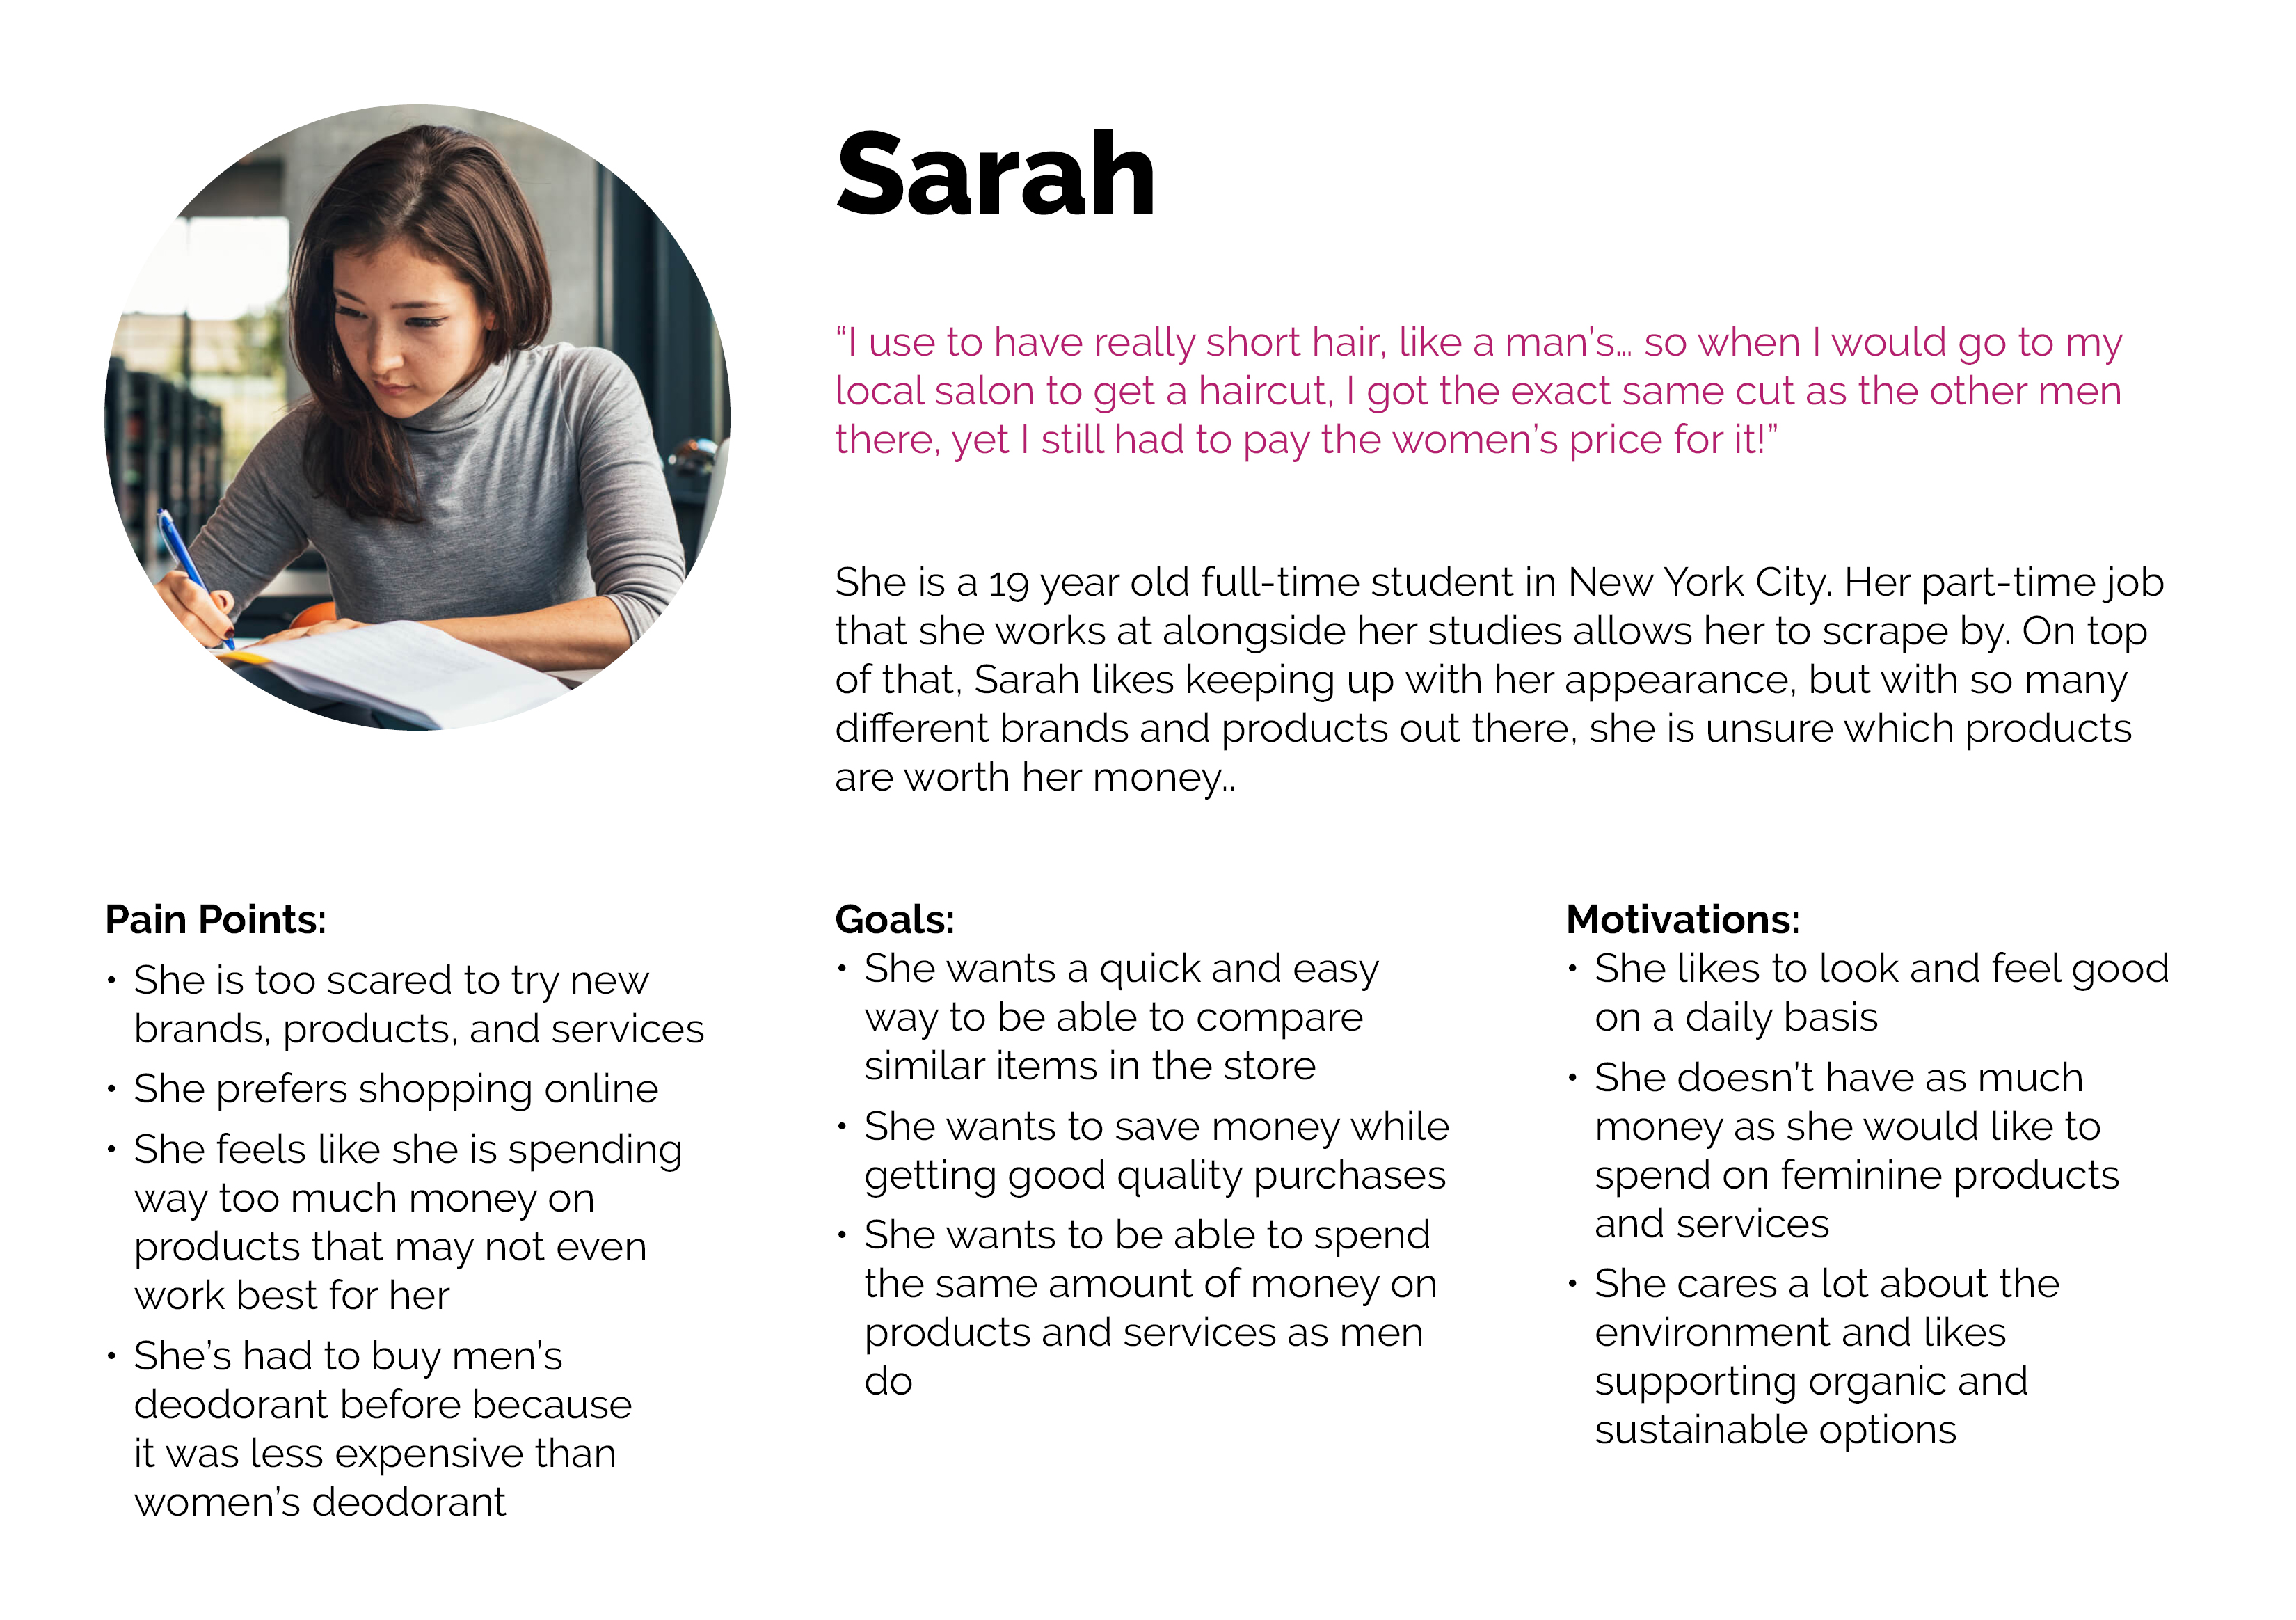 Sarah
“I use to have really short hair, like a man’s… so when I would go to my
local salon to get a haircut, I got the exact same cut as the other men
there, yet I still had to pay the women’s price for it!”
She is a 19 year old full-time student in New York City. Her part-time job
that she works at alongside her studies allows her to scrape by. On top
of that, Sarah likes keeping up with her appearance, but with so many
different brands and products out there, she is unsure which products
are worth her money..
Pain Points:
• She is too scared to try new
brands, products, and services
• She prefers shopping online
• She feels like she is spending
way too much money on
products that may not even
work best for her
• She’s had to buy men’s
deodorant before because
it was less expensive than
women’s deodorant
Goals:
• She wants a quick and easy
way to be able to compare
similar items in the store
• She wants to save money while
getting good quality purchases
• She wants to be able to spend
the same amount of money on
products and services as men
do
Motivations:
• She likes to look and feel good
on a daily basis
• She doesn’t have as much
money as she would like to
spend on feminine products
and services
• She cares a lot about the
environment and likes
supporting organic and
sustainable options